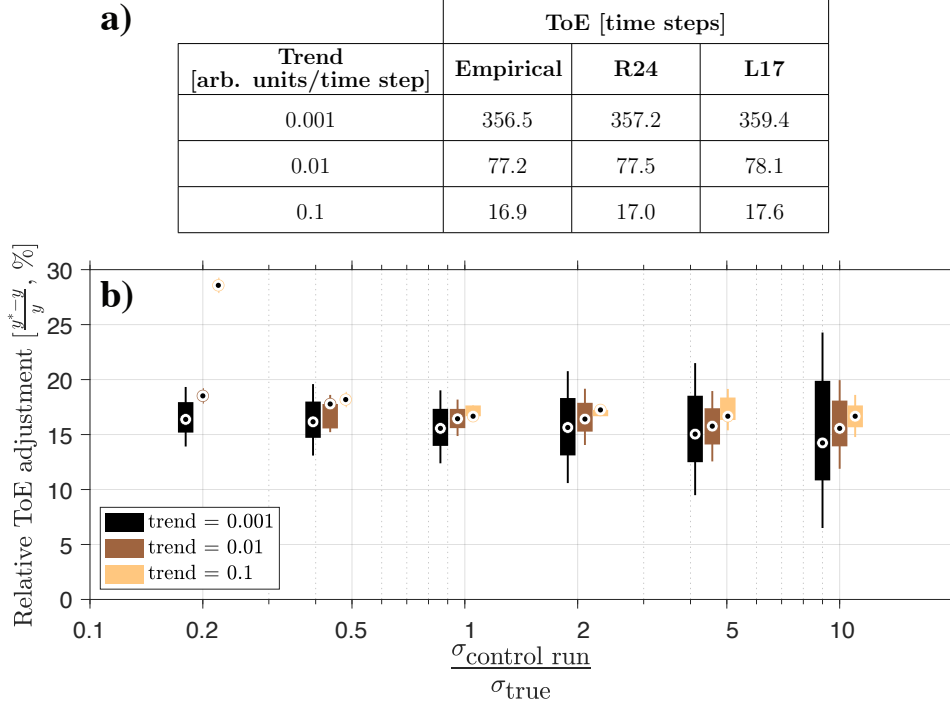 a)
ToE [time steps]
Trend
[arb. units/time step]
Empirical R24 L17
0.001 356.5 357.2 359.4
0.01 77.2 77.5 78.1
0.1 16.9 17.0 17.6
b)
Relative ToE adjustment [(y* − y)/y, %]
30
25
20
15
10
5
0
trend = 0.001
trend = 0.01
trend = 0.1
0.1 0.2 0.5 1 2 5 10
σcontrol run
σtrue